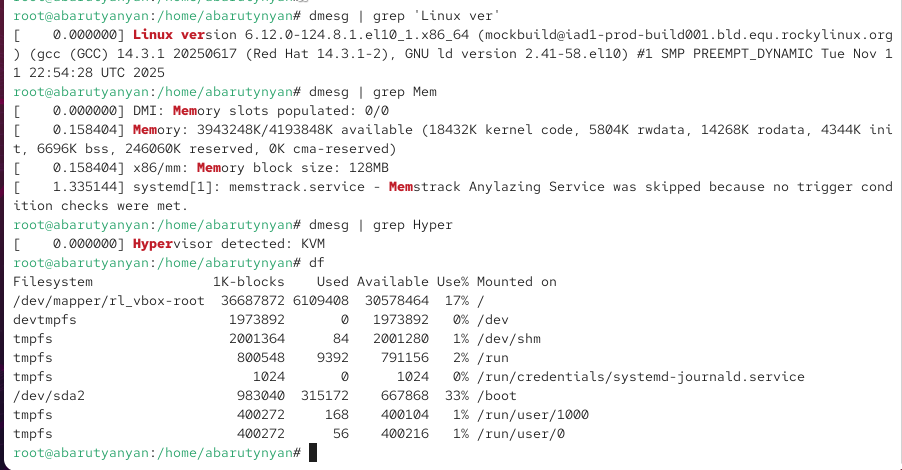 root@abarutyanyan:/home/abarutynyan# dmesg | grep 'Linux ver'
[    0.000000] Linux version 6.12.0-124.8.1.el10_1.x86_64 (mockbuild@iad1-prod-build001.bld.equ.rockylinux.org
) (gcc (GCC) 14.3.1 20250617 (Red Hat 14.3.1-2), GNU ld version 2.41-58.el10) #1 SMP PREEMPT_DYNAMIC Tue Nov 1
1 22:54:28 UTC 2025
root@abarutyanyan:/home/abarutynyan# dmesg | grep Mem
[    0.000000] DMI: Memory slots populated: 0/0
[    0.158404] Memory: 3943248K/4193848K available (18432K kernel code, 5804K rwdata, 14268K rodata, 4344K ini
t, 6696K bss, 246060K reserved, 0K cma-reserved)
[    0.158404] x86/mm: Memory block size: 128MB
[    1.335144] systemd[1]: memstrack.service - Memstrack Anylazing Service was skipped because no trigger cond
ition checks were met.
root@abarutyanyan:/home/abarutynyan# dmesg | grep Hyper
[    0.000000] Hypervisor detected: KVM
root@abarutyanyan:/home/abarutynyan# df
Filesystem               1K-blocks    Used Available Use% Mounted on
/dev/mapper/rl_vbox-root  36687872 6109408  30578464  17% /
devtmpfs                   1973892       0   1973892   0% /dev
tmpfs                      2001364      84   2001280   1% /dev/shm
tmpfs                       800548    9392    791156   2% /run
tmpfs                         1024       0      1024   0% /run/credentials/systemd-journald.service
/dev/sda2                   983040  315172    667868  33% /boot
tmpfs                       400272     168    400104   1% /run/user/1000
tmpfs                       400272      56    400216   1% /run/user/0
root@abarutyanyan:/home/abarutynyan#